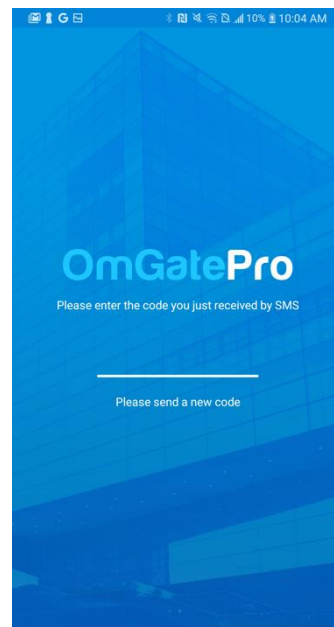 G 10% 10:04 AM
OmGatePro
Please enter the code you just received by SMS
Please send a new code